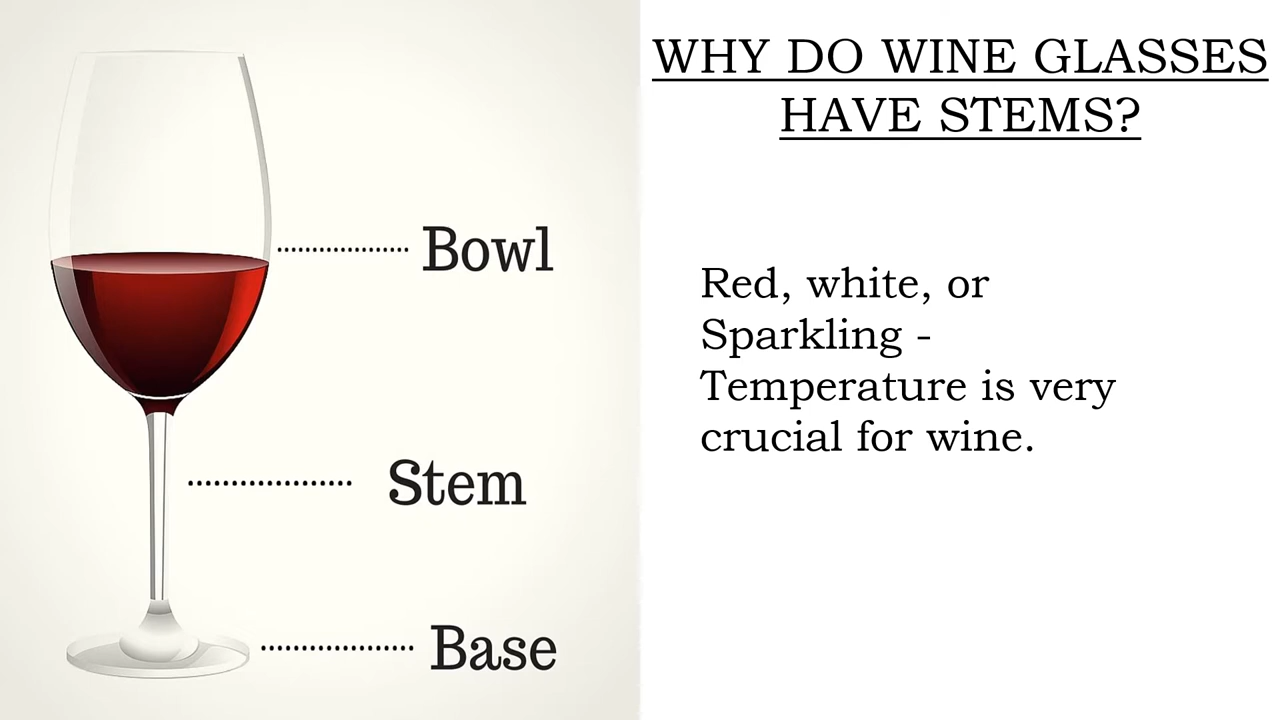 WHY DO WINE GLASSES
HAVE STEMS?
Bowl
Stem
Base
Red, white, or
Sparkling -
Temperature is very
crucial for wine.